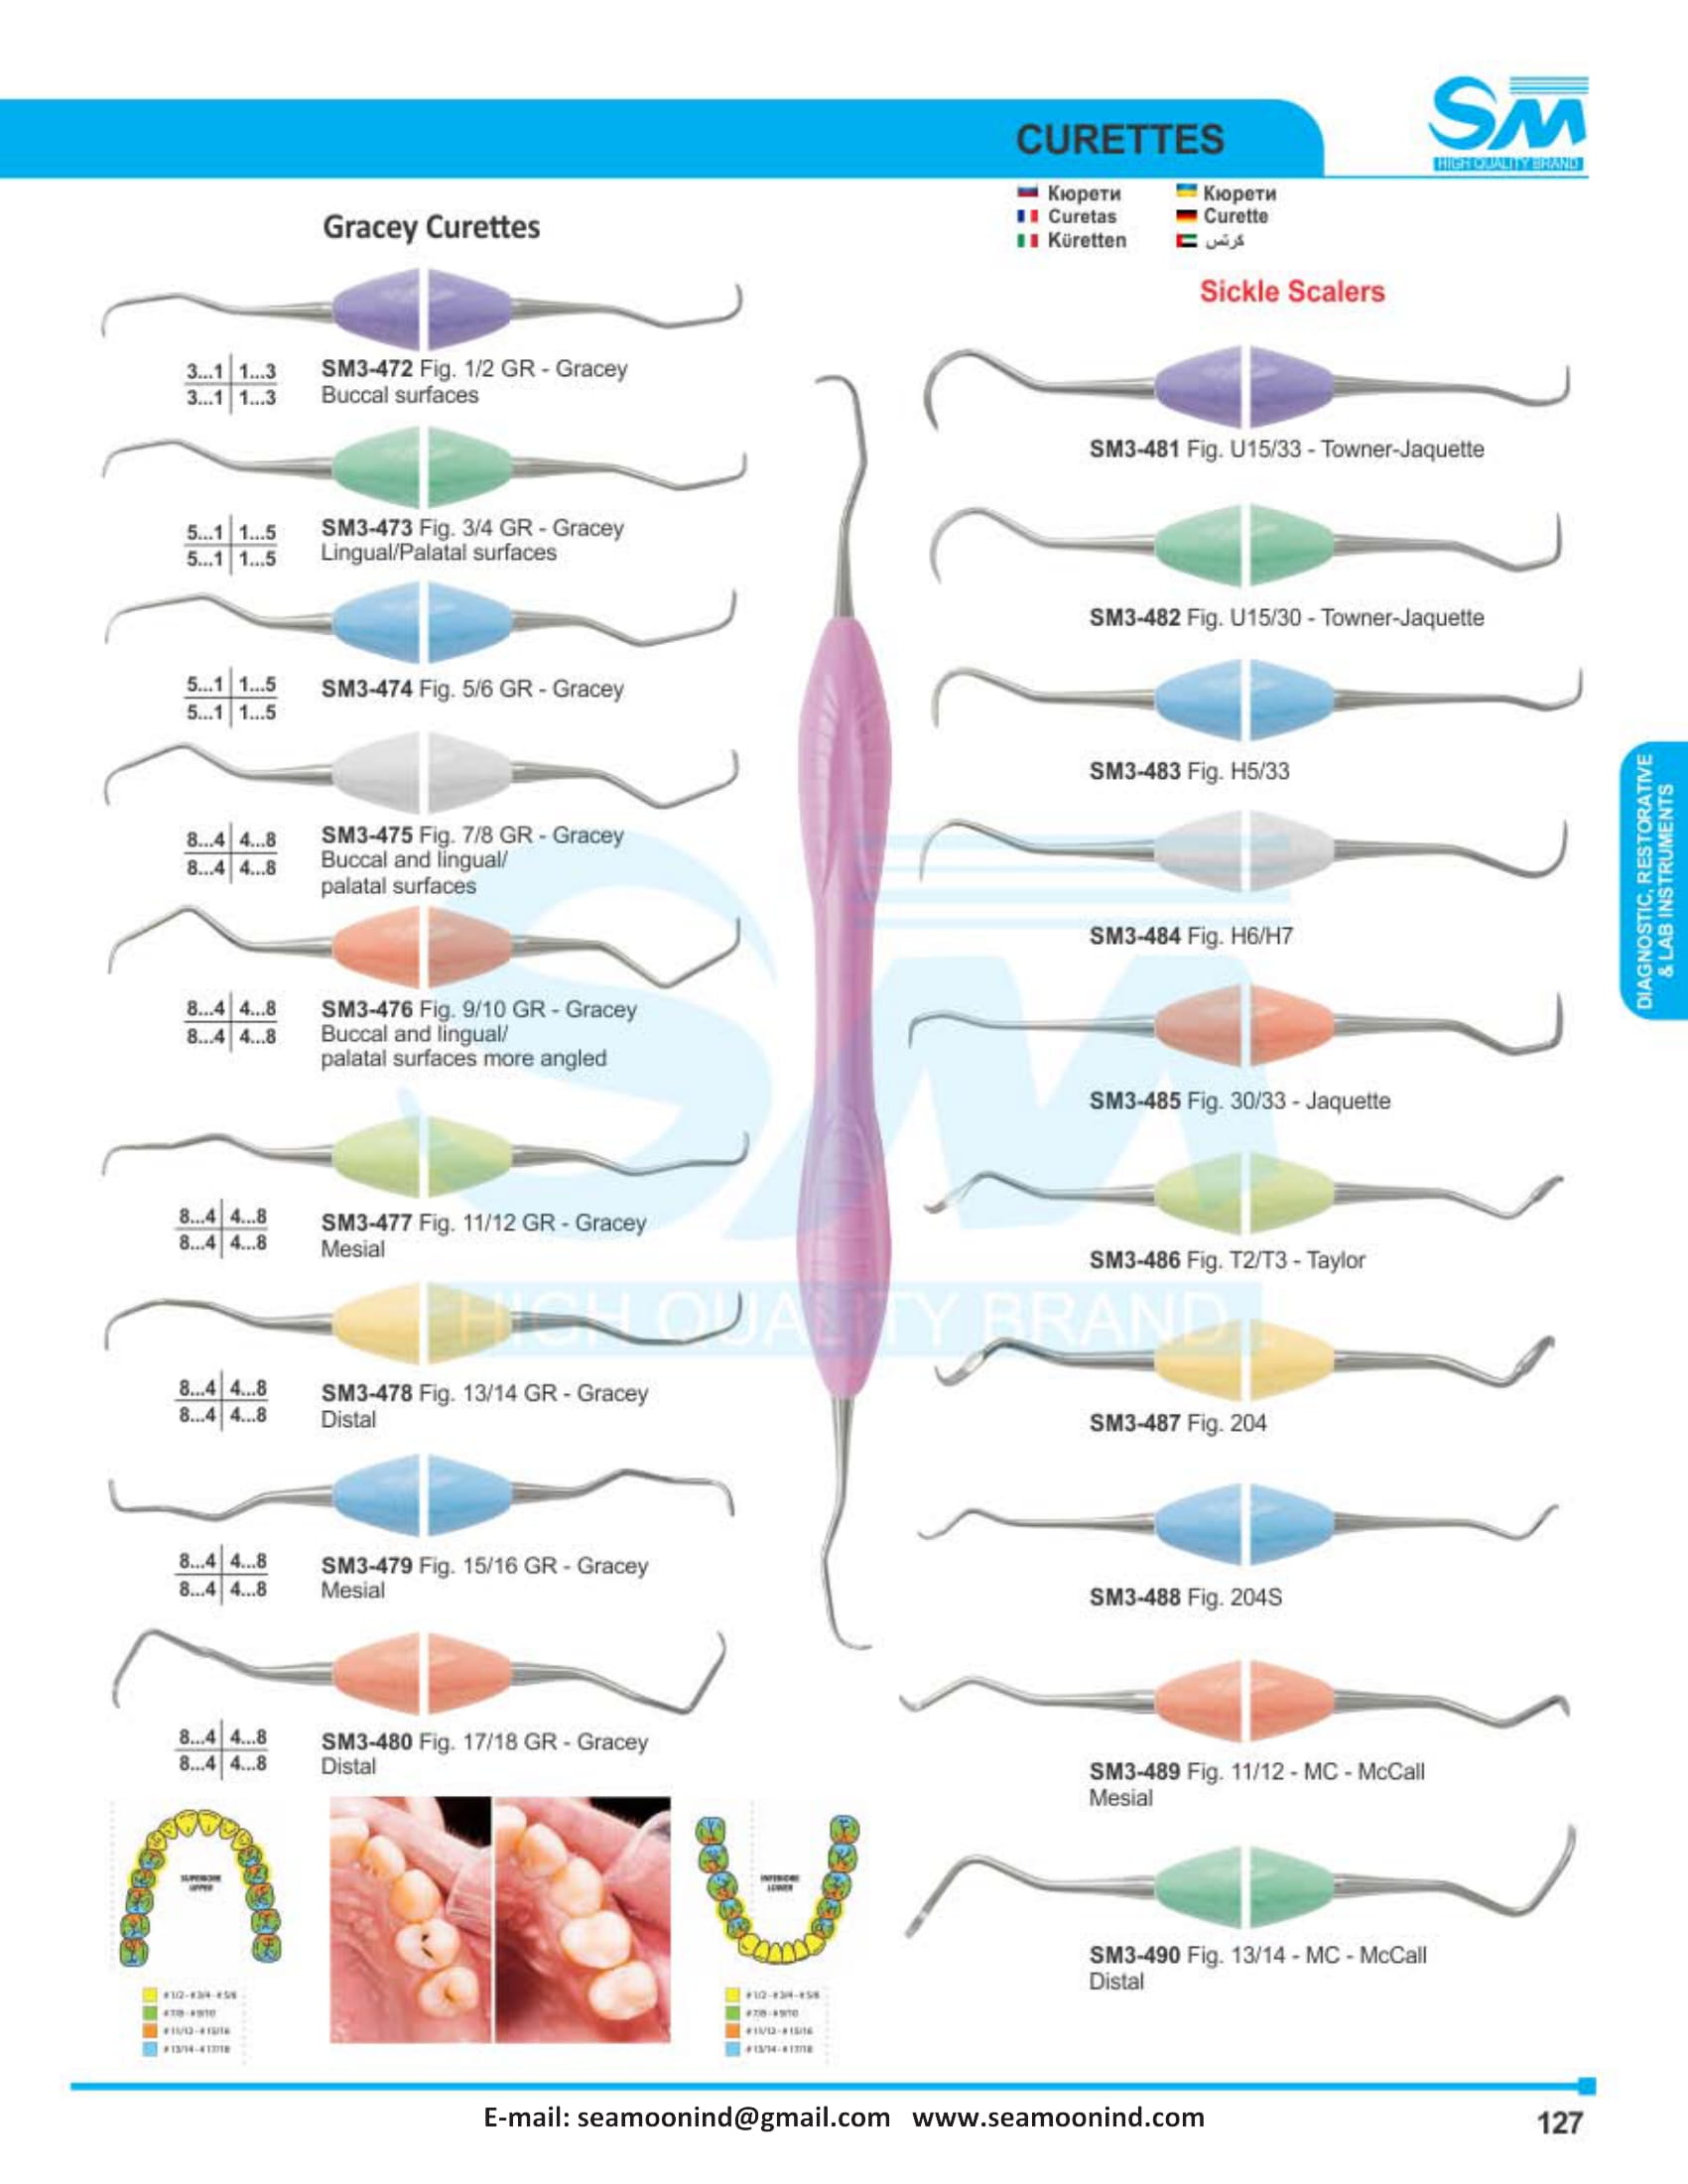 SM
HIGH QUALITY BRAND
CURETTES
Кюрети
Кюрети
Curetas
Curette
Küretten
Gracey Curettes
Sickle Scalers
3...1 1...3
3...1 1...3
SM3-472 Fig. 1/2 GR - Gracey
Buccal surfaces
5...1 1...5
5...1 1...5
SM3-473 Fig. 3/4 GR - Gracey
Lingual/Palatal surfaces
5...1 1...5
5...1 1...5
SM3-474 Fig. 5/6 GR - Gracey
8...4 4...8
8...4 4...8
SM3-475 Fig. 7/8 GR - Gracey
Buccal and lingual/
palatal surfaces
8...4 4...8
8...4 4...8
SM3-476 Fig. 9/10 GR - Gracey
Buccal and lingual/
palatal surfaces more angled
8...4 4...8
8...4 4...8
SM3-477 Fig. 11/12 GR - Gracey
Mesial
8...4 4...8
8...4 4...8
SM3-478 Fig. 13/14 GR - Gracey
Distal
8...4 4...8
8...4 4...8
SM3-479 Fig. 15/16 GR - Gracey
Mesial
8...4 4...8
8...4 4...8
SM3-480 Fig. 17/18 GR - Gracey
Distal
SM3-481 Fig. U15/33 - Towner-Jaquette
SM3-482 Fig. U15/30 - Towner-Jaquette
SM3-483 Fig. H5/33
SM3-484 Fig. H6/H7
SM3-485 Fig. 30/33 - Jaquette
SM3-486 Fig. T2/T3 - Taylor
SM3-487 Fig. 204
SM3-488 Fig. 204S
SM3-489 Fig. 11/12 - MC - McCall
Mesial
SM3-490 Fig. 13/14 - MC - McCall
Distal
SM
HIGH QUALITY BRAND
DIAGNOSTIC, RESTORATIVE
& LAB INSTRUMENTS
SUPERIORE
UPPER
#1/2-#3/4-#5/6
#7/8-#9/10
#11/12-#15/16
#13/14-#17/18
INFERIORE
LOWER
#1/2-#3/4-#5/6
#7/8-#9/10
#11/12-#15/16
#13/14-#17/18
E-mail: seamoonind@gmail.com www.seamoonind.com
127